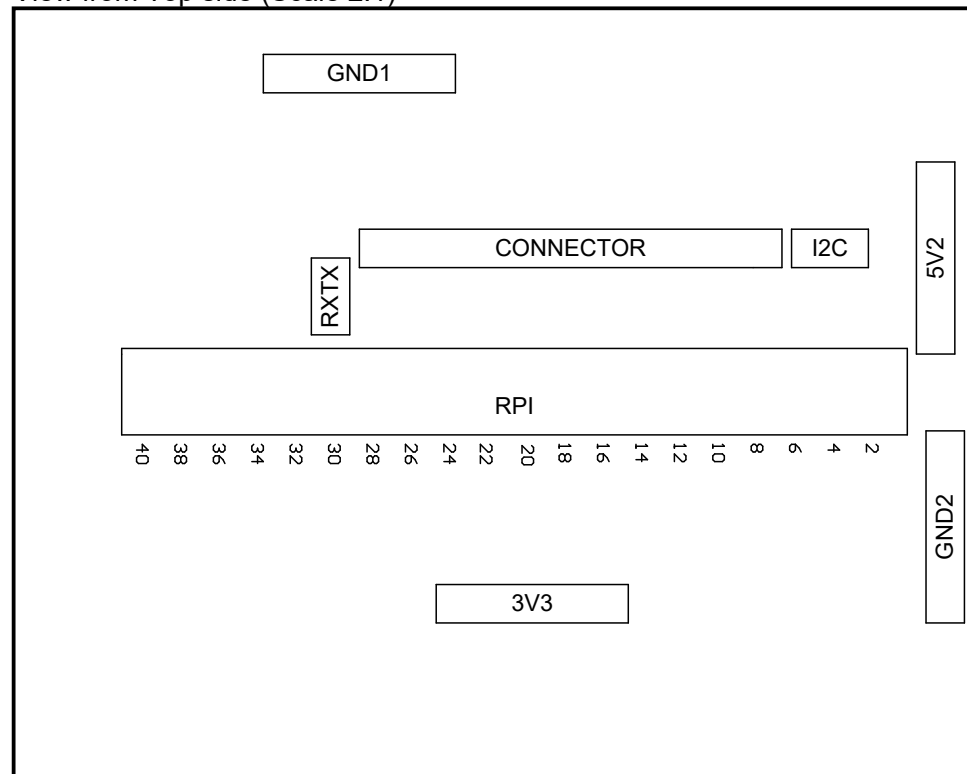 View from Top side (Scale 2:1)
GND1
CONNECTOR
I2C
5V2
RXTX
RPI
40 38 36 34 32 30 28 26 24 22 20 18 16 14 12 10 8 6 4 2
GND2
3V3